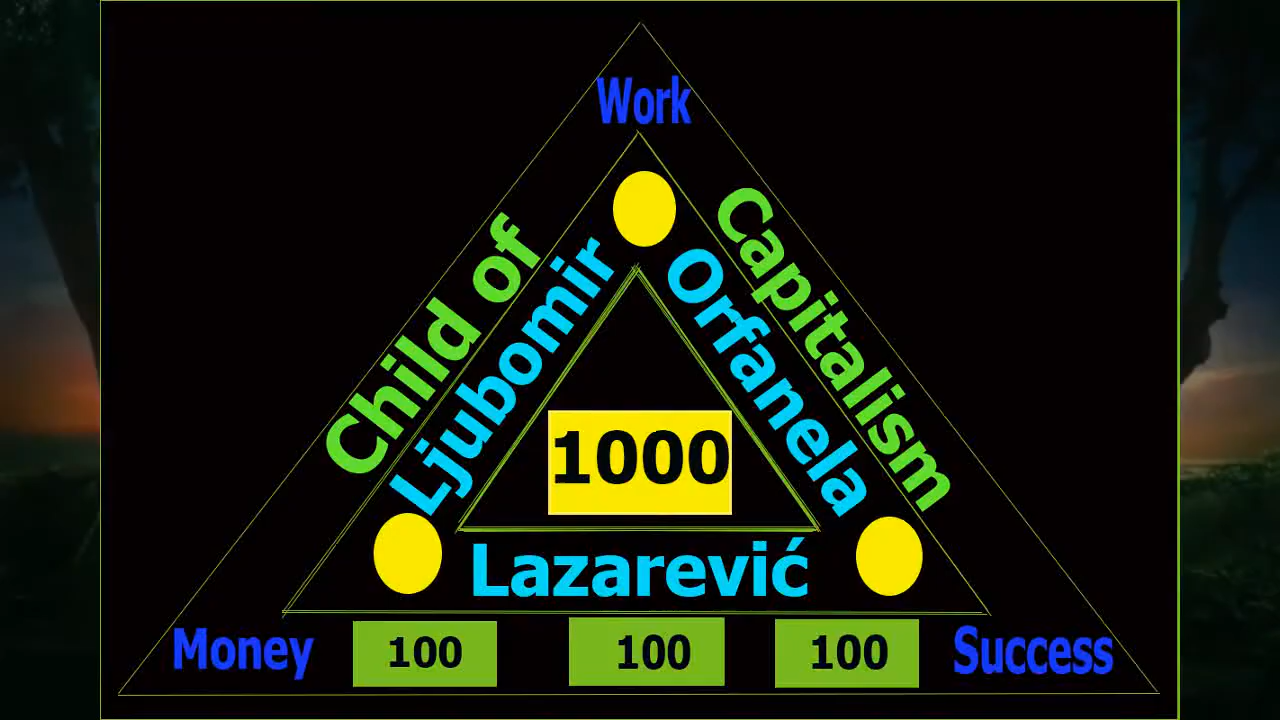 Work
Child of
Capitalism
Ljubomir
Orfanela
1000
Lazarević
Money
100
100
100
Success